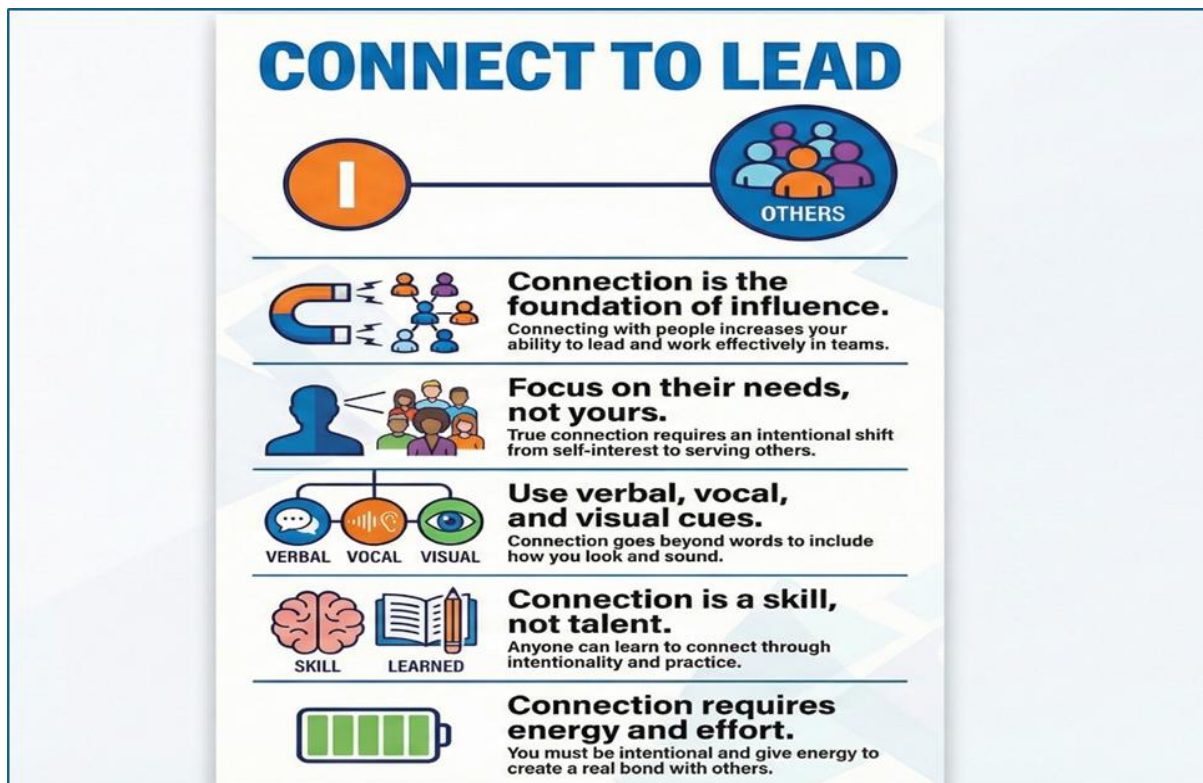 CONNECT TO LEAD
I
OTHERS
Connection is the
foundation of influence.
Connecting with people increases your
ability to lead and work effectively in teams.
Focus on their needs,
not yours.
True connection requires an intentional shift
from self-interest to serving others.
VERBAL VOCAL VISUAL
Use verbal, vocal,
and visual cues.
Connection goes beyond words to include
how you look and sound.
SKILL LEARNED
Connection is a skill,
not talent.
Anyone can learn to connect through
intentionality and practice.
Connection requires
energy and effort.
You must be intentional and give energy to
create a real bond with others.